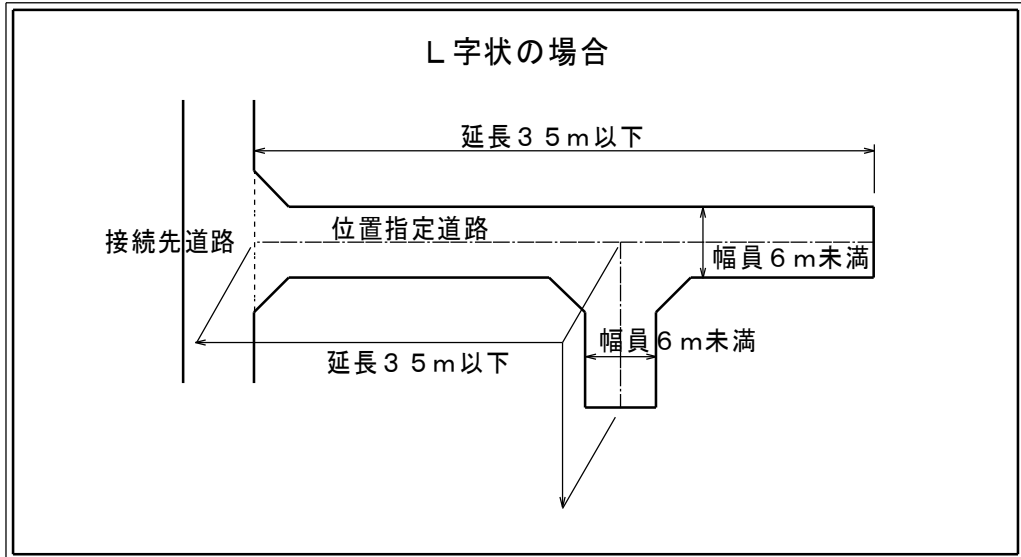 L字状の場合
延長35m以下
位置指定道路
接続先道路
幅員6m未満
幅員6m未満
延長35m以下